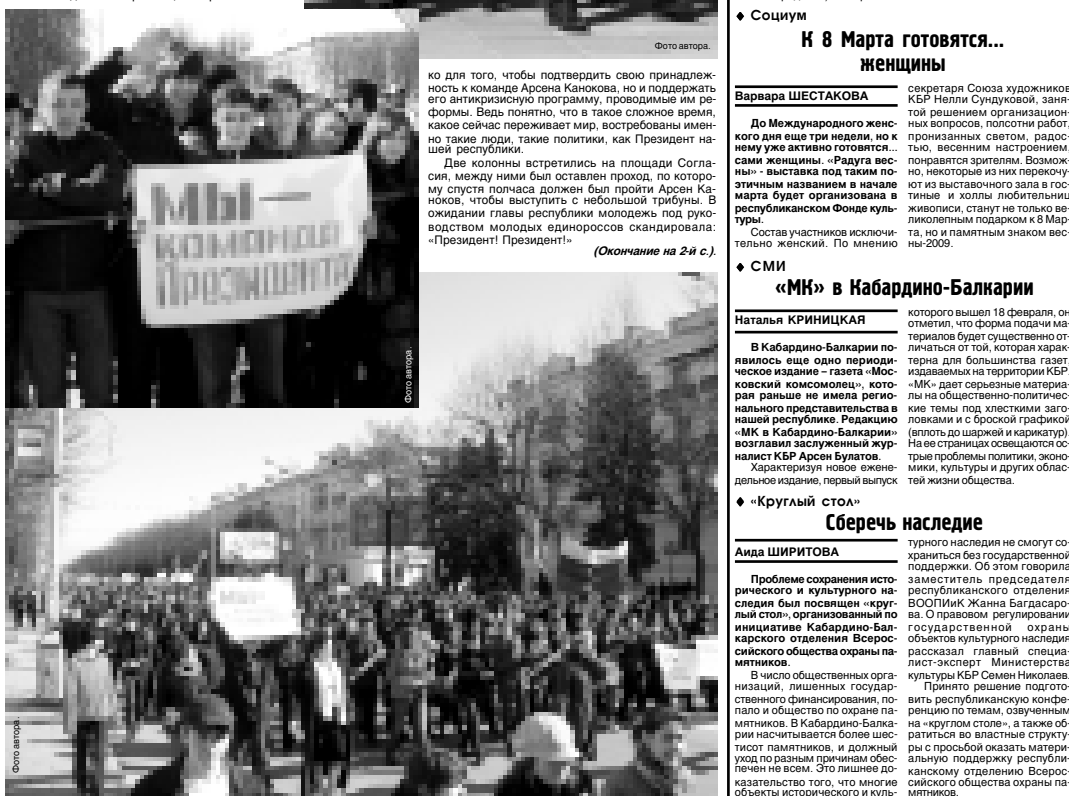 Фото автора.
МЫ —
команда
Президента
Фото автора.
ко для того, чтобы подтвердить свою принадлеж-
ность к команде Арсена Канокова, но и поддержать
его антикризисную программу, проводимые им ре-
формы. Ведь понятно, что в такое сложное время,
какое сейчас переживает мир, востребованы имен-
но такие люди, такие политики, как Президент на-
шей республики.
Две колонны встретились на площади Согла-
сия, между ними был оставлен проход, по которо-
му спустя полчаса должен был пройти Арсен Ка-
ноков, чтобы выступить с небольшой трибуны. В
ожидании главы республики молодежь под руко-
водством молодых единороссов скандировала:
«Президент! Президент!»
(Окончание на 2-й с.).
Фото автора.
♦ Социум
К 8 Марта готовятся...
женщины
Варвара ШЕСТАКОВА
До Международного женс-
кого дня еще три недели, но к
нему уже активно готовятся...
сами женщины. «Радуга вес-
ны» - выставка под таким по-
этичным названием в начале
марта будет организована в
республиканском Фонде куль-
туры.
Состав участников исключи-
тельно женский. По мнению
секретаря Союза художников
КБР Нелли Сундуковой, заня-
той решением организацион-
ных вопросов, полсотни работ,
пронизанных светом, радос-
тью, весенним настроением,
понравятся зрителям. Возмож-
но, некоторые из них перекочу-
ют из выставочного зала в гос-
тиные и холлы любительниц
живописи, станут не только ве-
ликолепным подарком к 8 Мар-
та, но и памятным знаком вес-
ны-2009.
♦ СМИ
«МК» в Кабардино-Балкарии
Наталья КРИНИЦКАЯ
В Кабардино-Балкарии по-
явилось еще одно периоди-
ческое издание – газета «Мос-
ковский комсомолец», кото-
рая раньше не имела регио-
нального представительства в
нашей республике. Редакцию
«МК в Кабардино-Балкарии»
возглавил заслуженный жур-
налист КБР Арсен Булатов.
Характеризуя новое ежене-
дельное издание, первый выпуск
которого вышел 18 февраля, он
отметил, что форма подачи ма-
териалов будет существенно от-
личаться от той, которая харак-
терна для большинства газет,
издаваемых на территории КБР.
«МК» дает серьезные материа-
лы на общественно-политичес-
кие темы под хлесткими заго-
ловками и с броской графикой
(вплоть до шаржей и карикатур).
На ее страницах освещаются ос-
трые проблемы политики, эконо-
мики, культуры и других облас-
тей жизни общества.
♦ «Круглый стол»
Сберечь наследие
Аида ШИРИТОВА
Проблеме сохранения исто-
рического и культурного на-
следия был посвящен «круг-
лый стол», организованный по
инициативе Кабардино-Бал-
карского отделения Всерос-
сийского общества охраны па-
мятников.
В число общественных орга-
низаций, лишенных государ-
ственного финансирования, по-
пало и общество по охране па-
мятников. В Кабардино-Балка-
рии насчитывается более шес-
тисот памятников, и должный
уход по разным причинам обес-
печен не всем. Это лишнее до-
казательство того, что многие
объекты исторического и куль-
турного наследия не смогут со-
храниться без государственной
поддержки. Об этом говорила
заместитель председателя
республиканского отделения
ВООПИиК Жанна Багдасаро-
ва. О правовом регулировании
государственной охраны
объектов культурного наследия
рассказал главный специа-
лист-эксперт Министерства
культуры КБР Семен Николаев.
Принято решение подгото-
вить республиканскую конфе-
ренцию по темам, озвученным
на «круглом столе», а также об-
ратиться во властные структу-
ры с просьбой оказать матери-
альную поддержку республи-
канскому отделению Всерос-
сийского общества охраны па-
мятников.